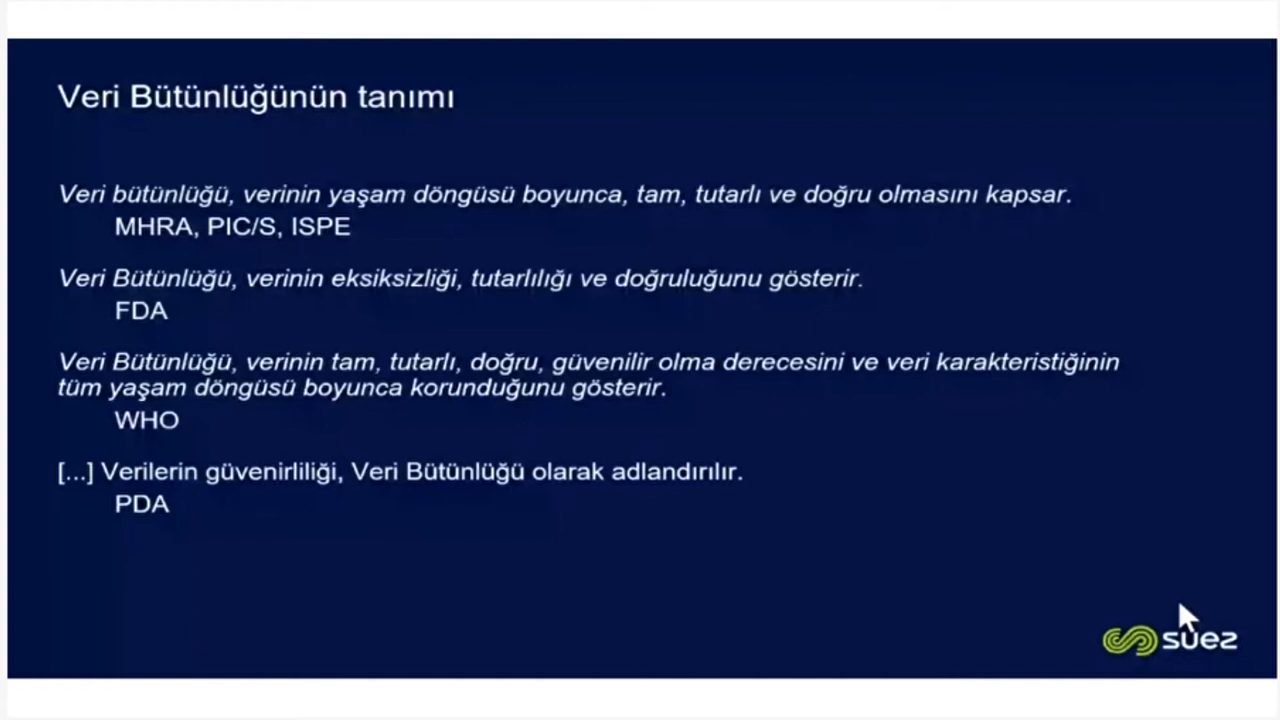 Veri Bütünlüğünün tanımı
Veri bütünlüğü, verinin yaşam döngüsü boyunca, tam, tutarlı ve doğru olmasını kapsar.
MHRA, PIC/S, ISPE
Veri Bütünlüğü, verinin eksiksizliği, tutarlılığı ve doğruluğunu gösterir.
FDA
Veri Bütünlüğü, verinin tam, tutarlı, doğru, güvenilir olma derecesini ve veri karakteristiğinin
tüm yaşam döngüsü boyunca korunduğunu gösterir.
WHO
[...] Verilerin güvenirliliği, Veri Bütünlüğü olarak adlandırılır.
PDA
suez